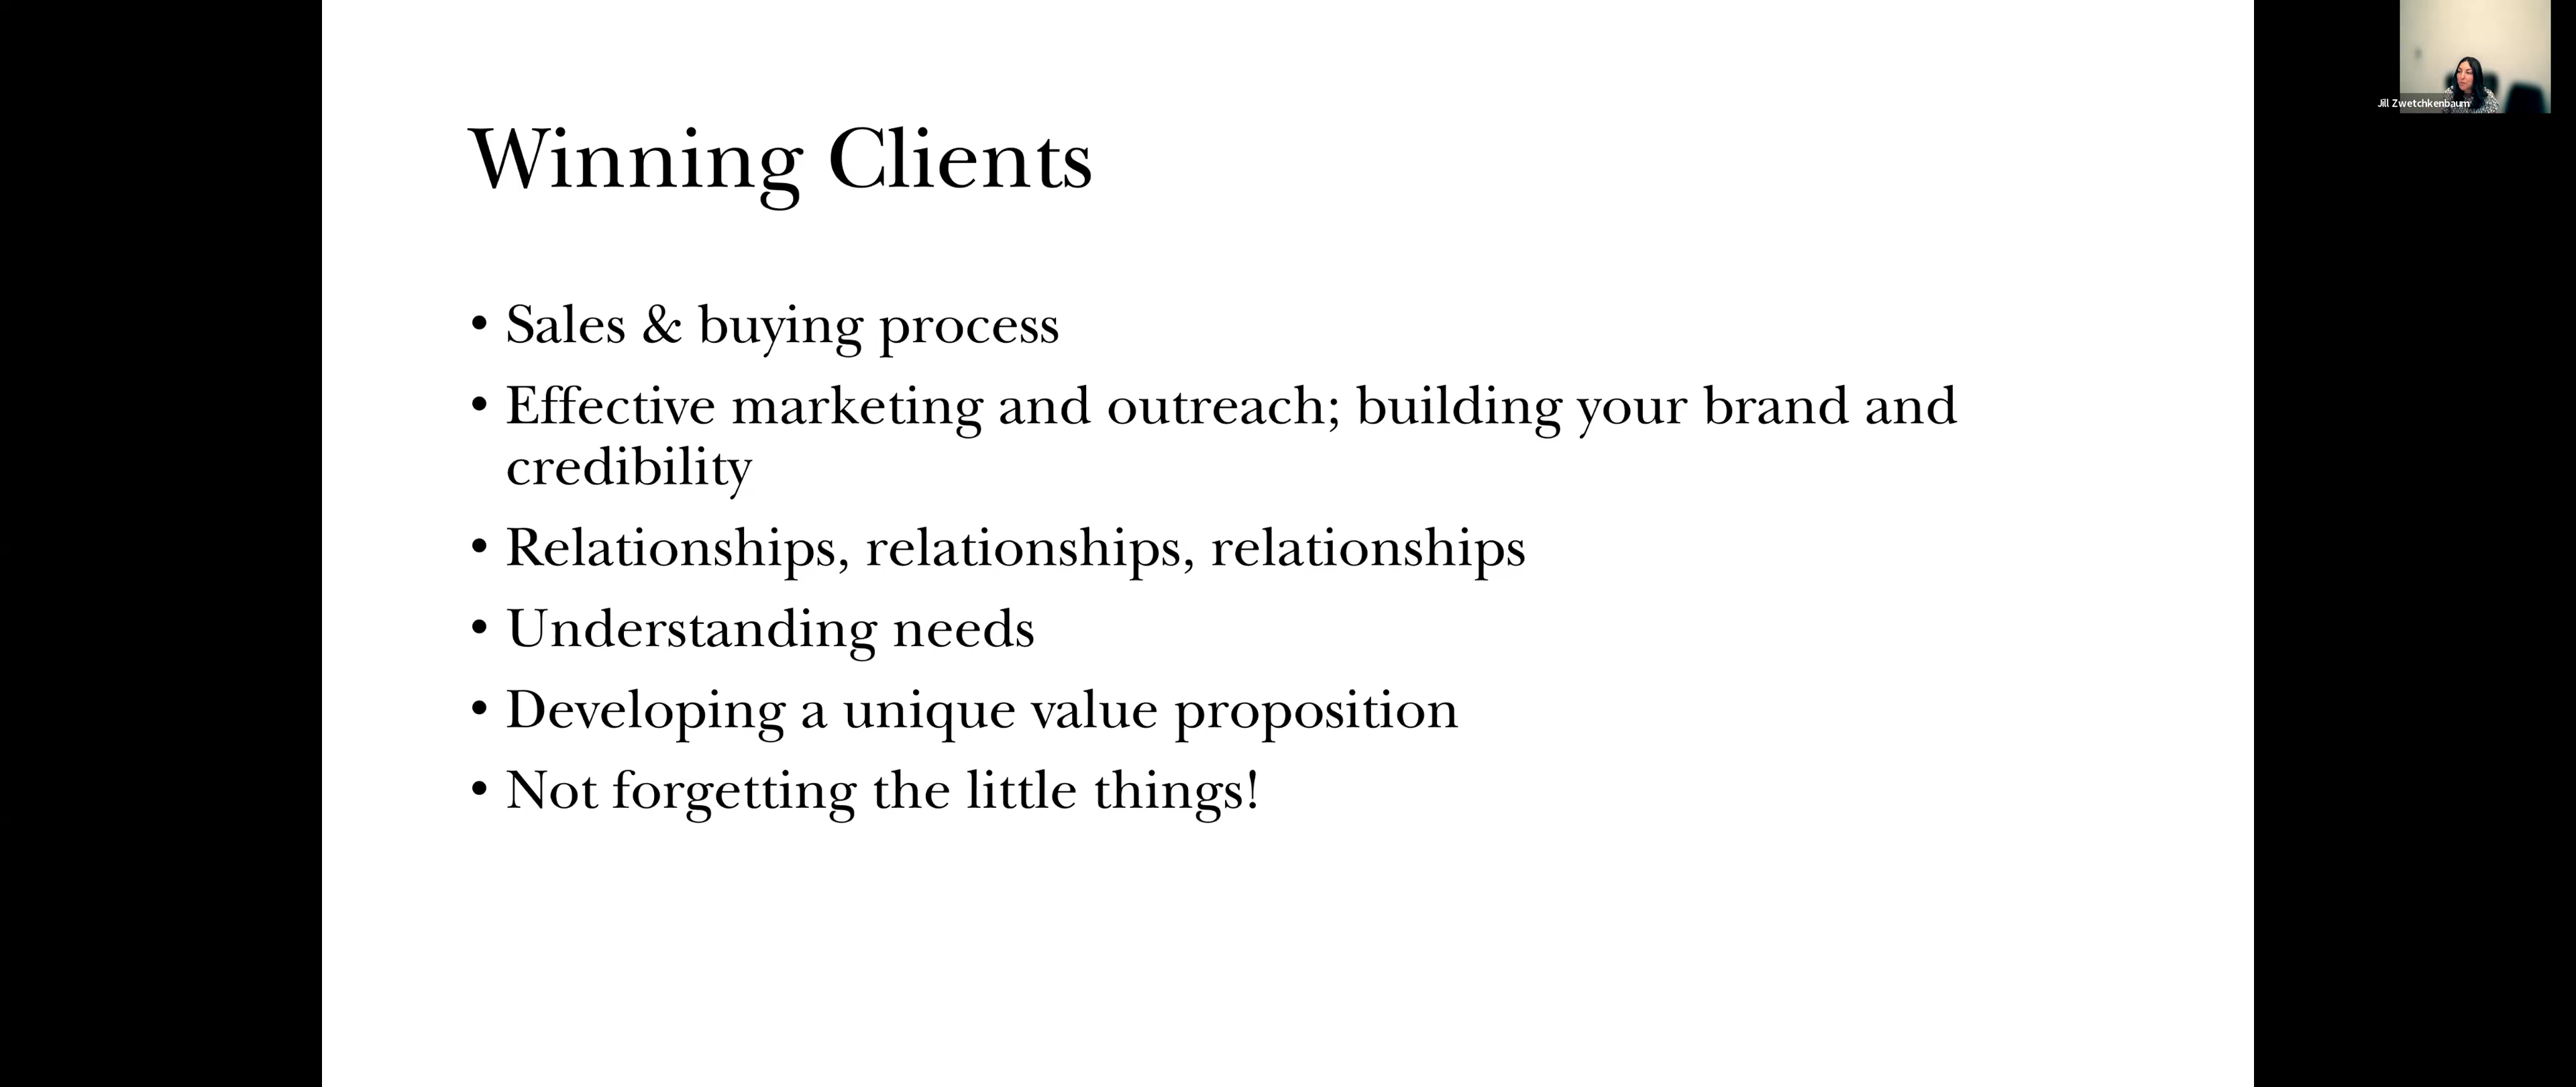 Winning Clients
• Sales & buying process
• Effective marketing and outreach; building your brand and
credibility
• Relationships, relationships, relationships
• Understanding needs
• Developing a unique value proposition
• Not forgetting the little things!
Jill Zwetchkenbaum